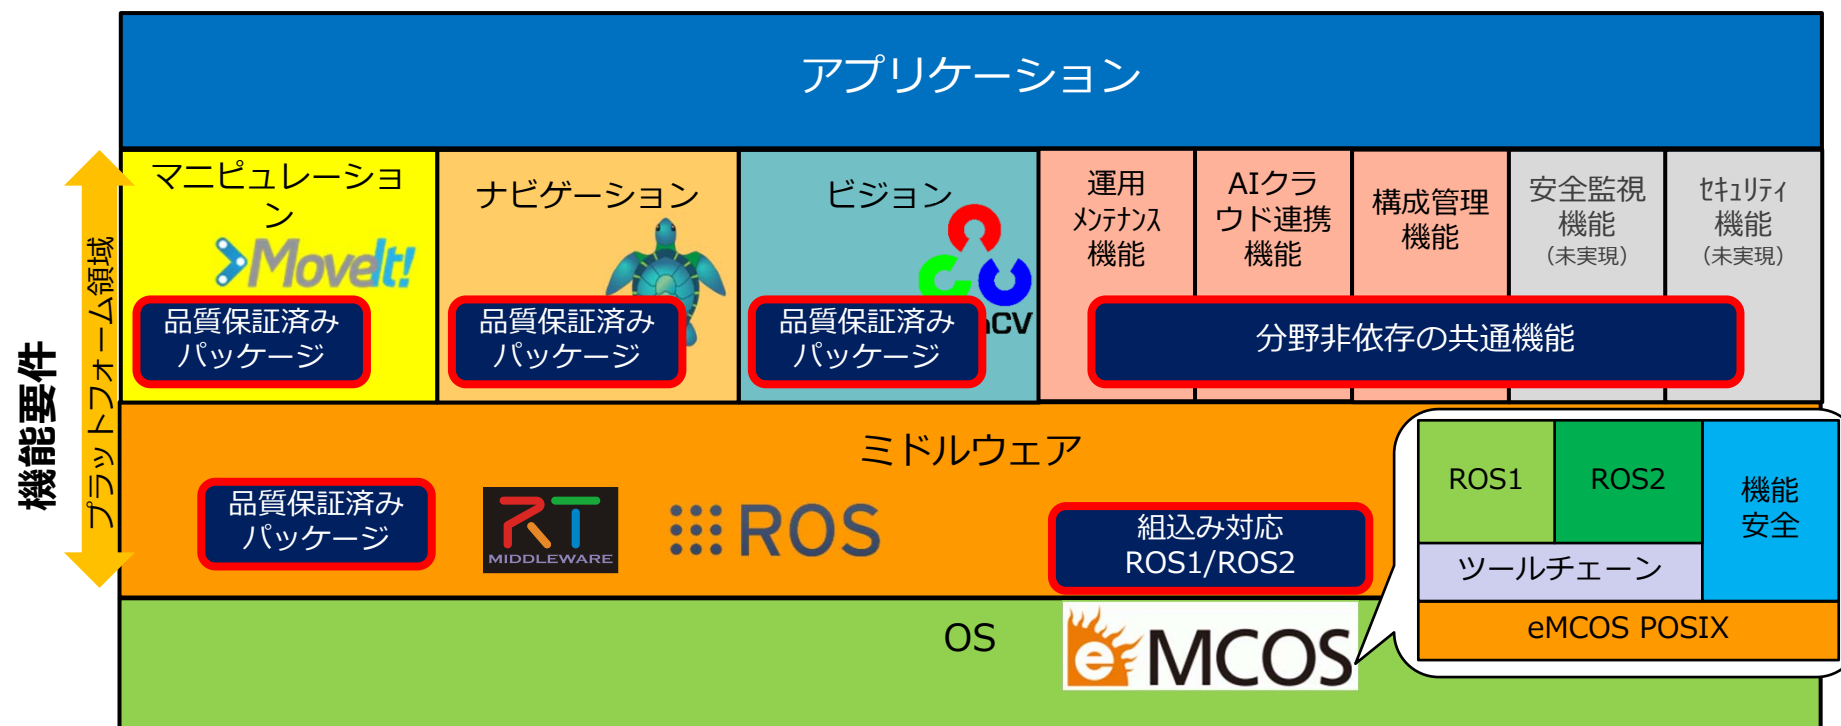 アプリケーション
機能要件
プラットフォーム領域
マニピュレーショ
ン
MoveIt!
品質保証済み
パッケージ
ナビゲーション
品質保証済み
パッケージ
ビジョン
nCV
品質保証済み
パッケージ
運用
ﾒﾝﾃﾅﾝｽ
機能
AIクラ
ウド連携
機能
構成管理
機能
安全監視
機能
(未実現)
ｾｷｭﾘﾃｨ
機能
(未実現)
分野非依存の共通機能
ミドルウェア
品質保証済み
パッケージ
RT
MIDDLEWARE
ROS
組込み対応
ROS1/ROS2
OS
eMCOS
ROS1
ROS2
機能
安全
ツールチェーン
eMCOS POSIX